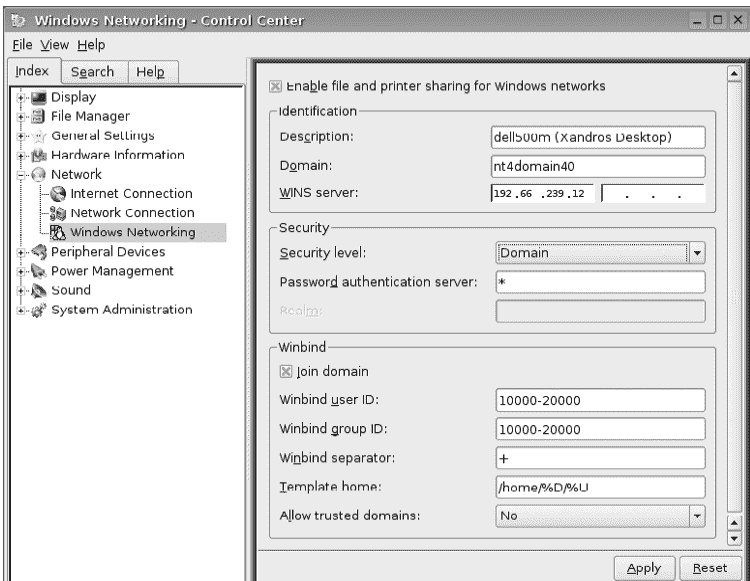 Windows Networking - Control Center
File View Help
Index Search Help
Display
File Manager
General Settings
Hardware Information
Network
Internet Connection
Network Connection
Windows Networking
Peripheral Devices
Power Management
Sound
System Administration
Enable file and printer sharing for Windows networks
Identification
Description: dell500m (Xandros Desktop)
Domain: nt4domain40
WINS server: 192.66 .239.12 . . .
Security
Security level: Domain
Password authentication server: *
Realm:
Winbind
Join domain
Winbind user ID: 10000-20000
Winbind group ID: 10000-20000
Winbind separator: +
Template home: /home/%D/%U
Allow trusted domains: No
Apply Reset